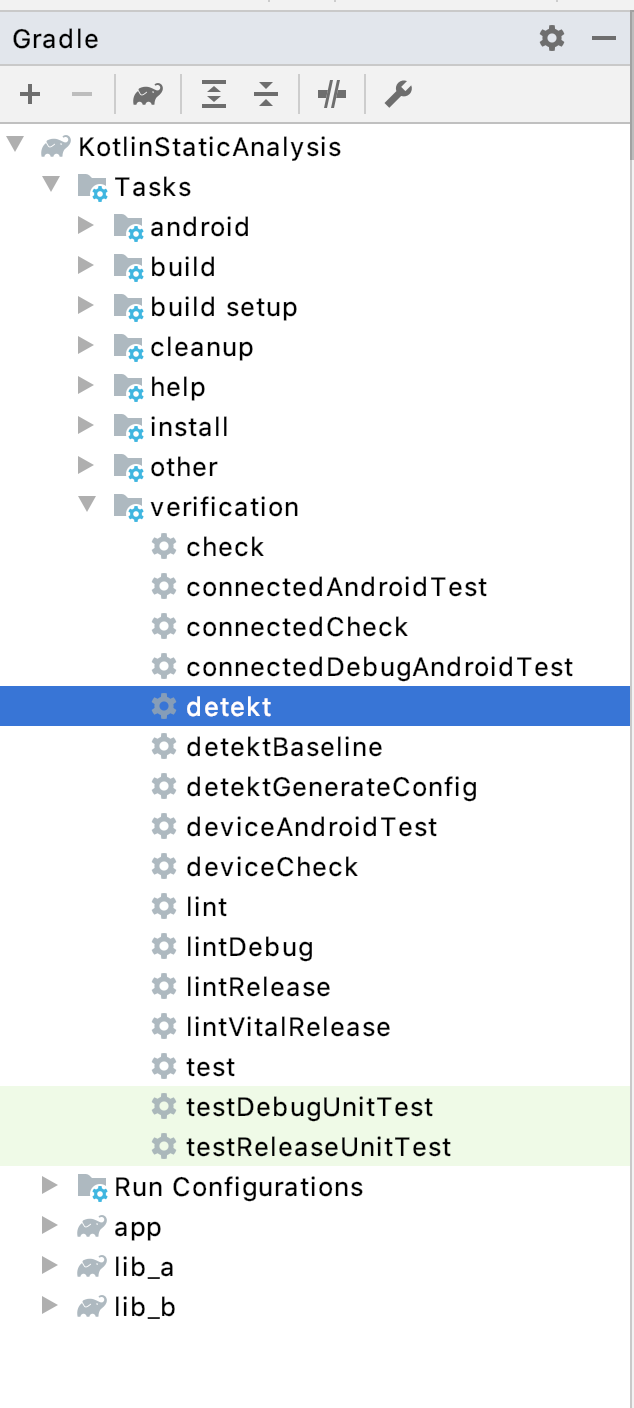 Gradle
KotlinStaticAnalysis
Tasks
android
build
build setup
cleanup
help
install
other
verification
check
connectedAndroidTest
connectedCheck
connectedDebugAndroidTest
detekt
detektBaseline
detektGenerateConfig
deviceAndroidTest
deviceCheck
lint
lintDebug
lintRelease
lintVitalRelease
test
testDebugUnitTest
testReleaseUnitTest
Run Configurations
app
lib_a
lib_b